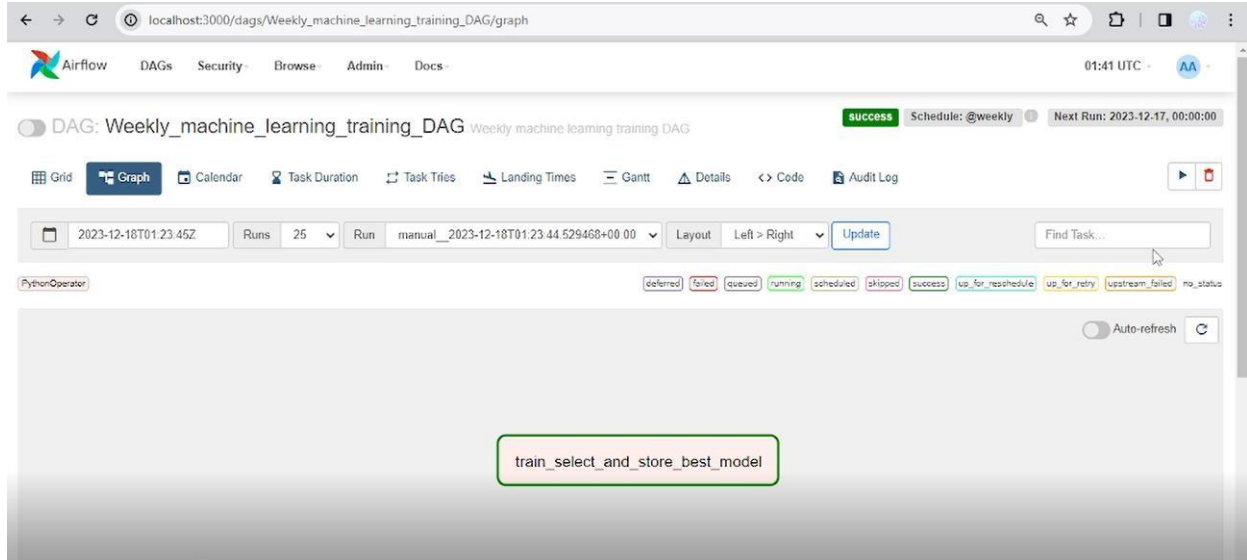 localhost:3000/dags/Weekly_machine_learning_training_DAG/graph
Airflow DAGs Security Browse Admin Docs 01:41 UTC AA
DAG: Weekly_machine_learning_training_DAG Weekly machine learning training DAG success Schedule: @weekly Next Run: 2023-12-17, 00:00:00
Grid Graph Calendar Task Duration Task Tries Landing Times Gantt Details <> Code Audit Log
2023-12-18T01:23:45Z Runs 25 Run manual__2023-12-18T01:23:44.529468+00:00 Layout Left > Right Update Find Task...
PythonOperator deferred failed queued running scheduled skipped success up_for_reschedule up_for_retry upstream_failed no_status
Auto-refresh
train_select_and_store_best_model